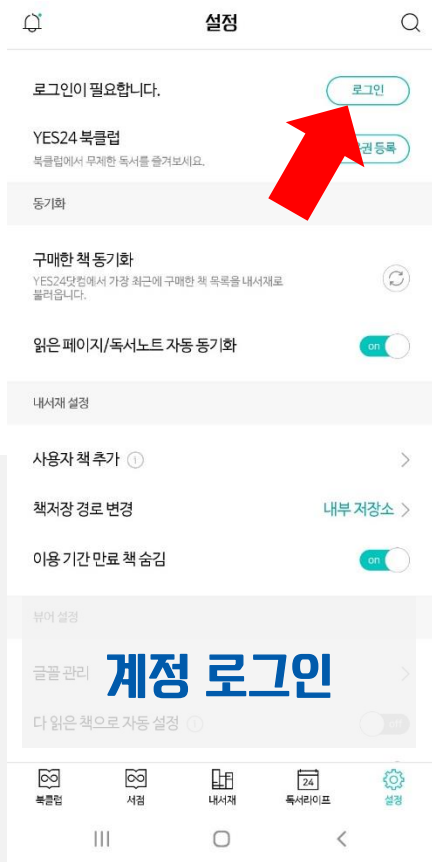 설정
로그인이 필요합니다.
로그인
YES24 북클럽
북클럽에서 무제한 독서를 즐겨보세요.
권 등록
동기화
구매한 책 동기화
YES24닷컴에서 가장 최근에 구매한 책 목록을 내서재로
불러옵니다.
읽은 페이지/독서노트 자동 동기화
on
내서재 설정
사용자 책 추가
책저장 경로 변경
내부 저장소
이용 기간 만료 책 숨김
on
뷰어 설정
글꼴 관리
계정 로그인
다 읽은 책으로 자동 설정
off
북클럽
서점
내서재
24
독서라이프
설정